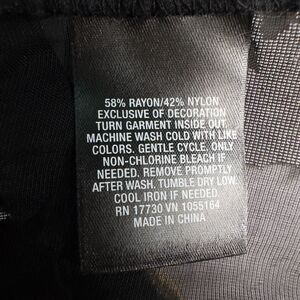 58% RAYON/42% NYLON
EXCLUSIVE OF DECORATION
TURN GARMENT INSIDE OUT.
MACHINE WASH COLD WITH LIKE
COLORS. GENTLE CYCLE. ONLY
NON-CHLORINE BLEACH IF
NEEDED. REMOVE PROMPTLY
AFTER WASH. TUMBLE DRY LOW.
COOL IRON IF NEEDED.
RN 17730 VN 1055164
MADE IN CHINA